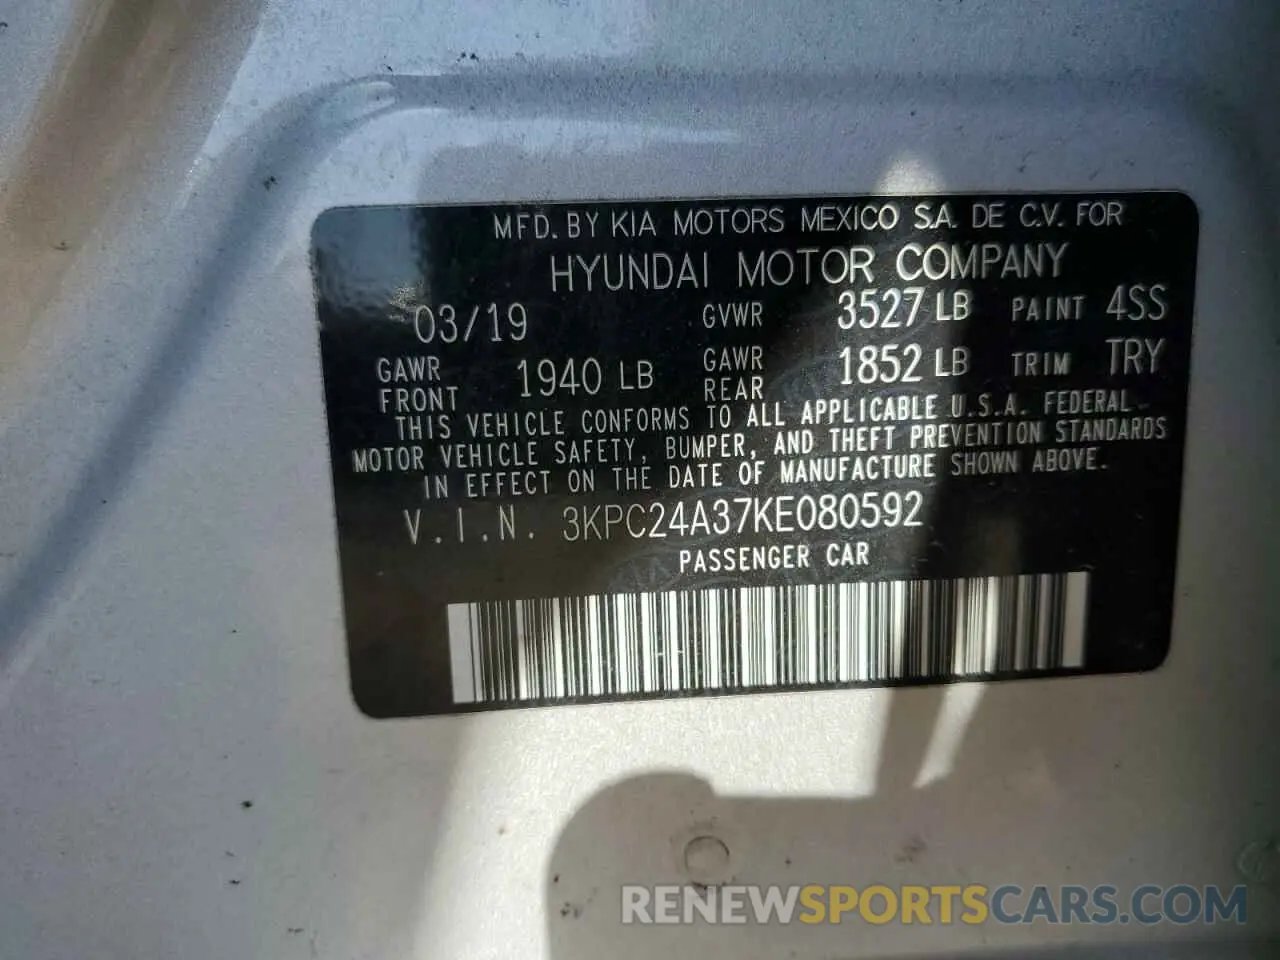 MFD. BY KIA MOTORS MEXICO S.A. DE C.V. FOR
HYUNDAI MOTOR COMPANY
03/19 GVWR 3527 LB PAINT 4SS
GAWR FRONT 1940 LB GAWR REAR 1852 LB TRIM TRY
THIS VEHICLE CONFORMS TO ALL APPLICABLE U.S.A. FEDERAL
MOTOR VEHICLE SAFETY, BUMPER, AND THEFT PREVENTION STANDARDS
IN EFFECT ON THE DATE OF MANUFACTURE SHOWN ABOVE.
V.I.N. 3KPC24A37KE080592
PASSENGER CAR
RENEWSPORTSCARS.COM